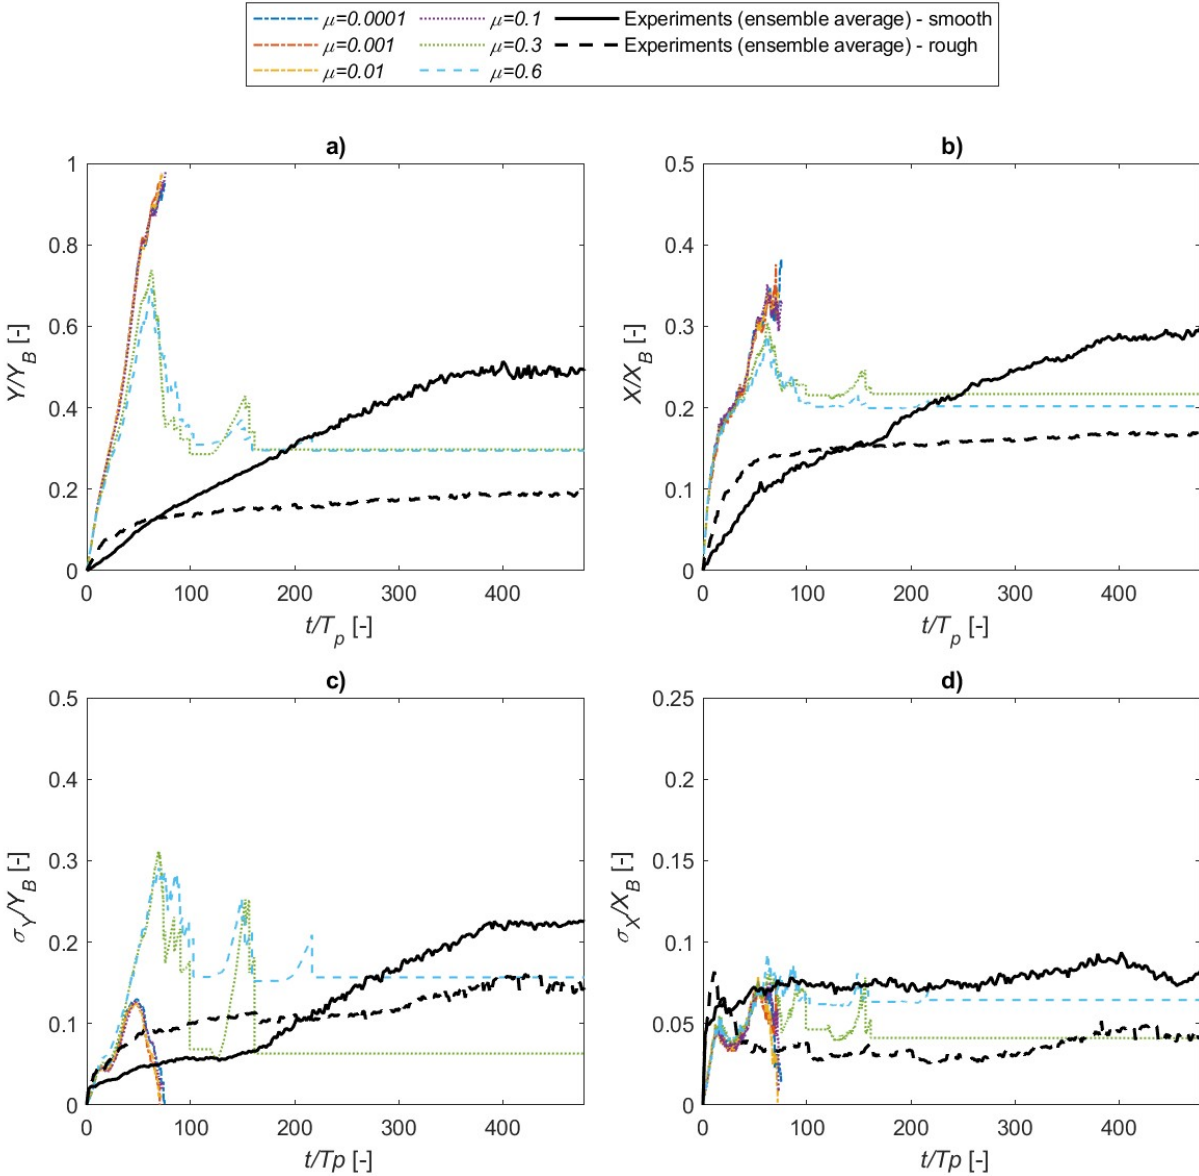 μ=0.0001 μ=0.1 Experiments (ensemble average) - smooth
μ=0.001 μ=0.3 Experiments (ensemble average) - rough
μ=0.01 μ=0.6
a)
1
0.8
0.6
0.4
0.2
0
Y/Y_B [-]
0 100 200 300 400
t/T_p [-]
b)
0.5
0.4
0.3
0.2
0.1
0
X/X_B [-]
0 100 200 300 400
t/T_p [-]
c)
0.5
0.4
0.3
0.2
0.1
0
σ_Y/Y_B [-]
0 100 200 300 400
t/Tp [-]
d)
0.25
0.2
0.15
0.1
0.05
0
σ_X/X_B [-]
0 100 200 300 400
t/Tp [-]